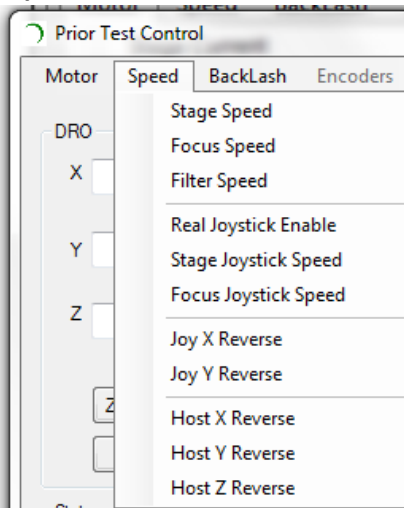 Prior Test Control
Motor Speed BackLash Encoders
Stage Speed
DRO
Focus Speed
X
Filter Speed
Real Joystick Enable
Y
Stage Joystick Speed
Focus Joystick Speed
Z
Joy X Reverse
Joy Y Reverse
Z
Host X Reverse
Host Y Reverse
Host Z Reverse